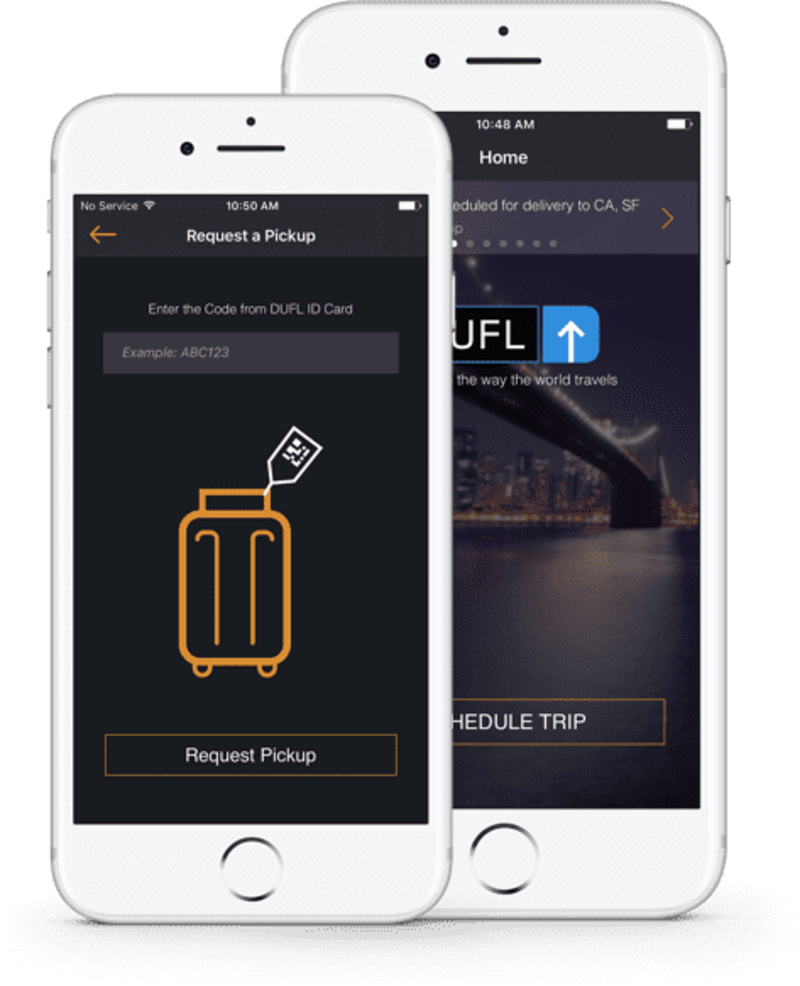 No Service 10:50 AM
Request a Pickup
Enter the Code from DUFL ID Card
Example: ABC123
Request Pickup
10:48 AM
Home
eduled for delivery to CA, SF
p
UFL
the way the world travels
HEDULE TRIP